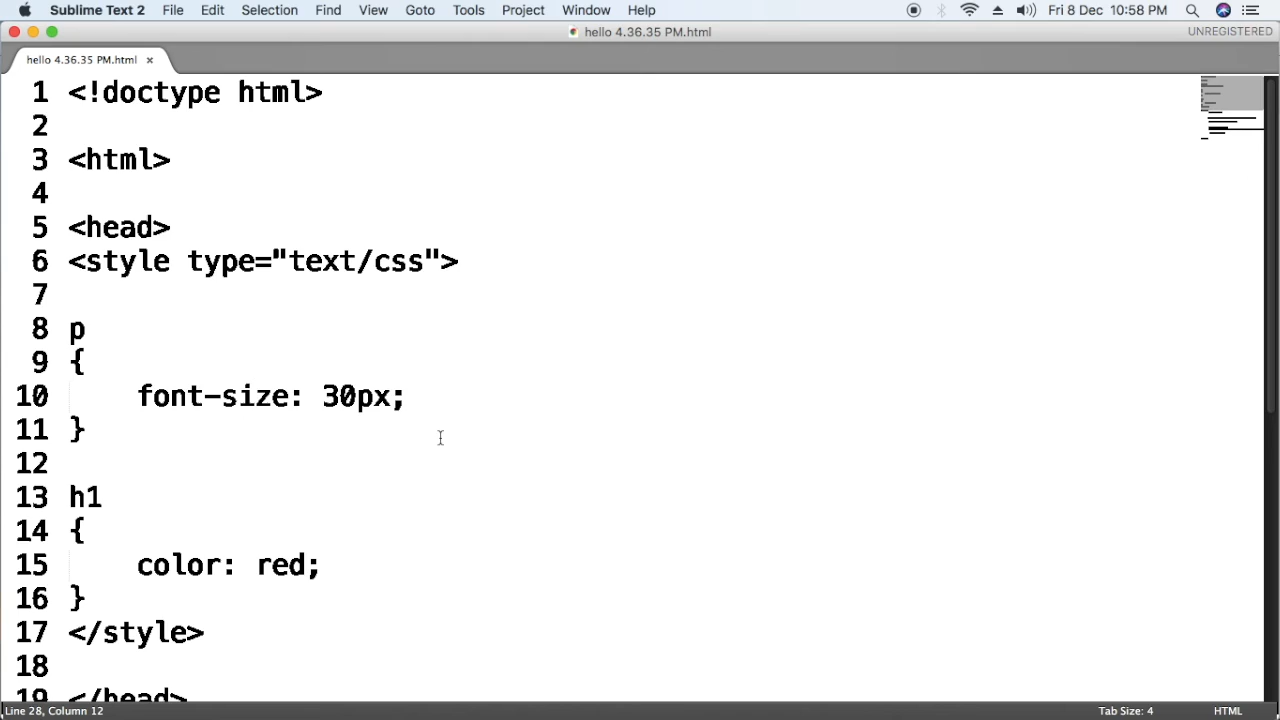 Sublime Text 2 File Edit Selection Find View Goto Tools Project Window Help Fri 8 Dec 10:58 PM
hello 4.36.35 PM.html UNREGISTERED
hello 4.36.35 PM.html ×
1 <!doctype html>
2
3 <html>
4
5 <head>
6 <style type="text/css">
7
8 p
9 {
10 font-size: 30px;
11 }
12
13 h1
14 {
15 color: red;
16 }
17 </style>
18
19 </head>
Line 28, Column 12 Tab Size: 4 HTML